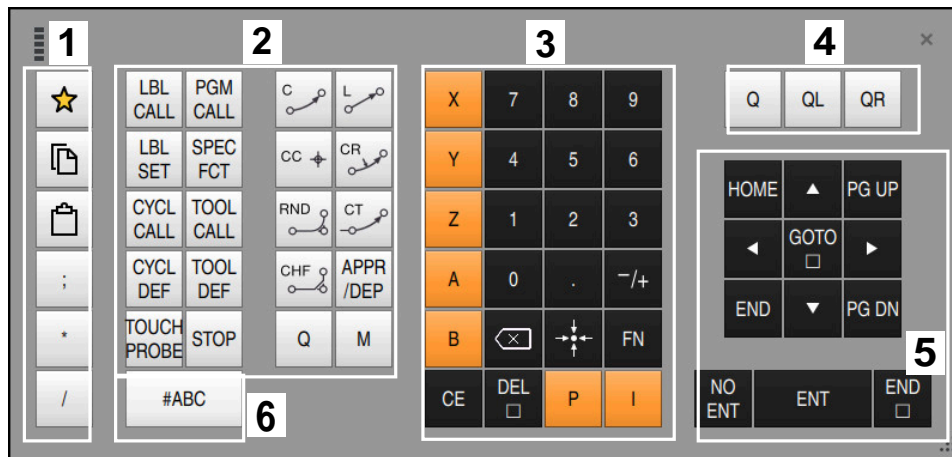 1
2
3
4
×
LBL CALL
PGM CALL
C
L
X
7
8
9
Q
QL
QR
LBL SET
SPEC FCT
CC
CR
Y
4
5
6
HOME
PG UP
CYCL CALL
TOOL CALL
RND
CT
Z
1
2
3
GOTO
;
CYCL DEF
TOOL DEF
CHF
APPR /DEP
A
0
.
-/+
END
PG DN
*
TOUCH PROBE
STOP
Q
M
B
FN
5
/
#ABC
6
CE
DEL
P
I
NO ENT
ENT
END